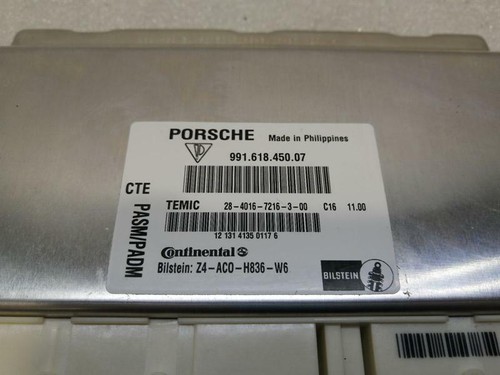 PORSCHE Made in Philippines
991.618.450.07
CTE
PASM/PADM
TEMIC 28-4016-7216-3-00 C16 11.00
12 131 4135 0117 6
Continental
Bilstein: Z4-ACO-H836-W6
BILSTEIN